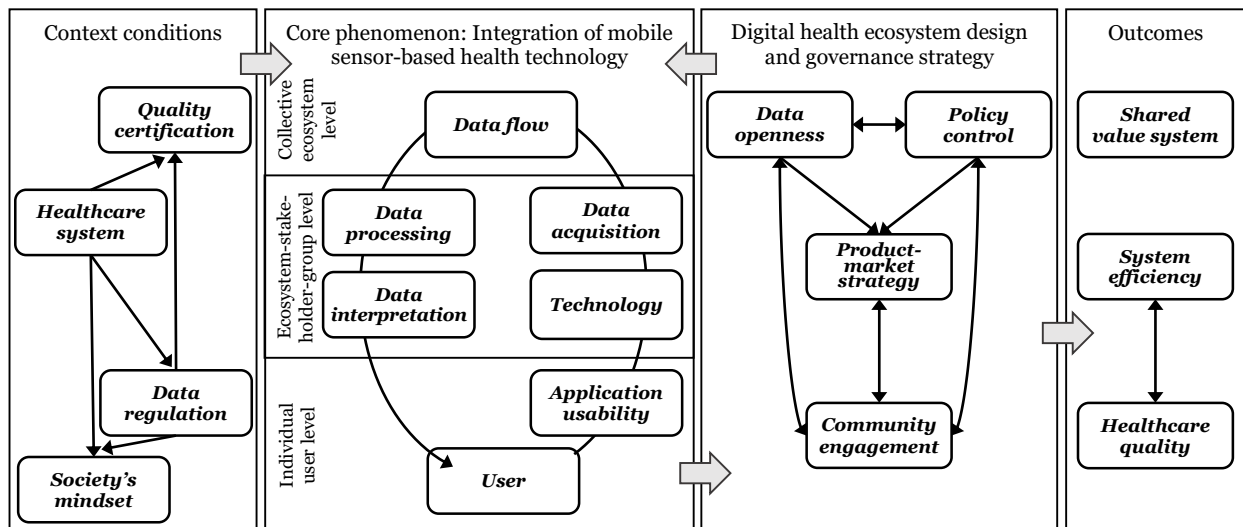 Context conditions
Quality
certification
Healthcare
system
Data
regulation
Society's
mindset
Core phenomenon: Integration of mobile
sensor-based health technology
Collective
ecosystem
level
Ecosystem-stake-
holder-group level
Individual
user level
Data flow
Data
processing
Data
acquisition
Data
interpretation
Technology
Application
usability
User
Digital health ecosystem design
and governance strategy
Data
openness
Policy
control
Product-
market
strategy
Community
engagement
Outcomes
Shared
value system
System
efficiency
Healthcare
quality